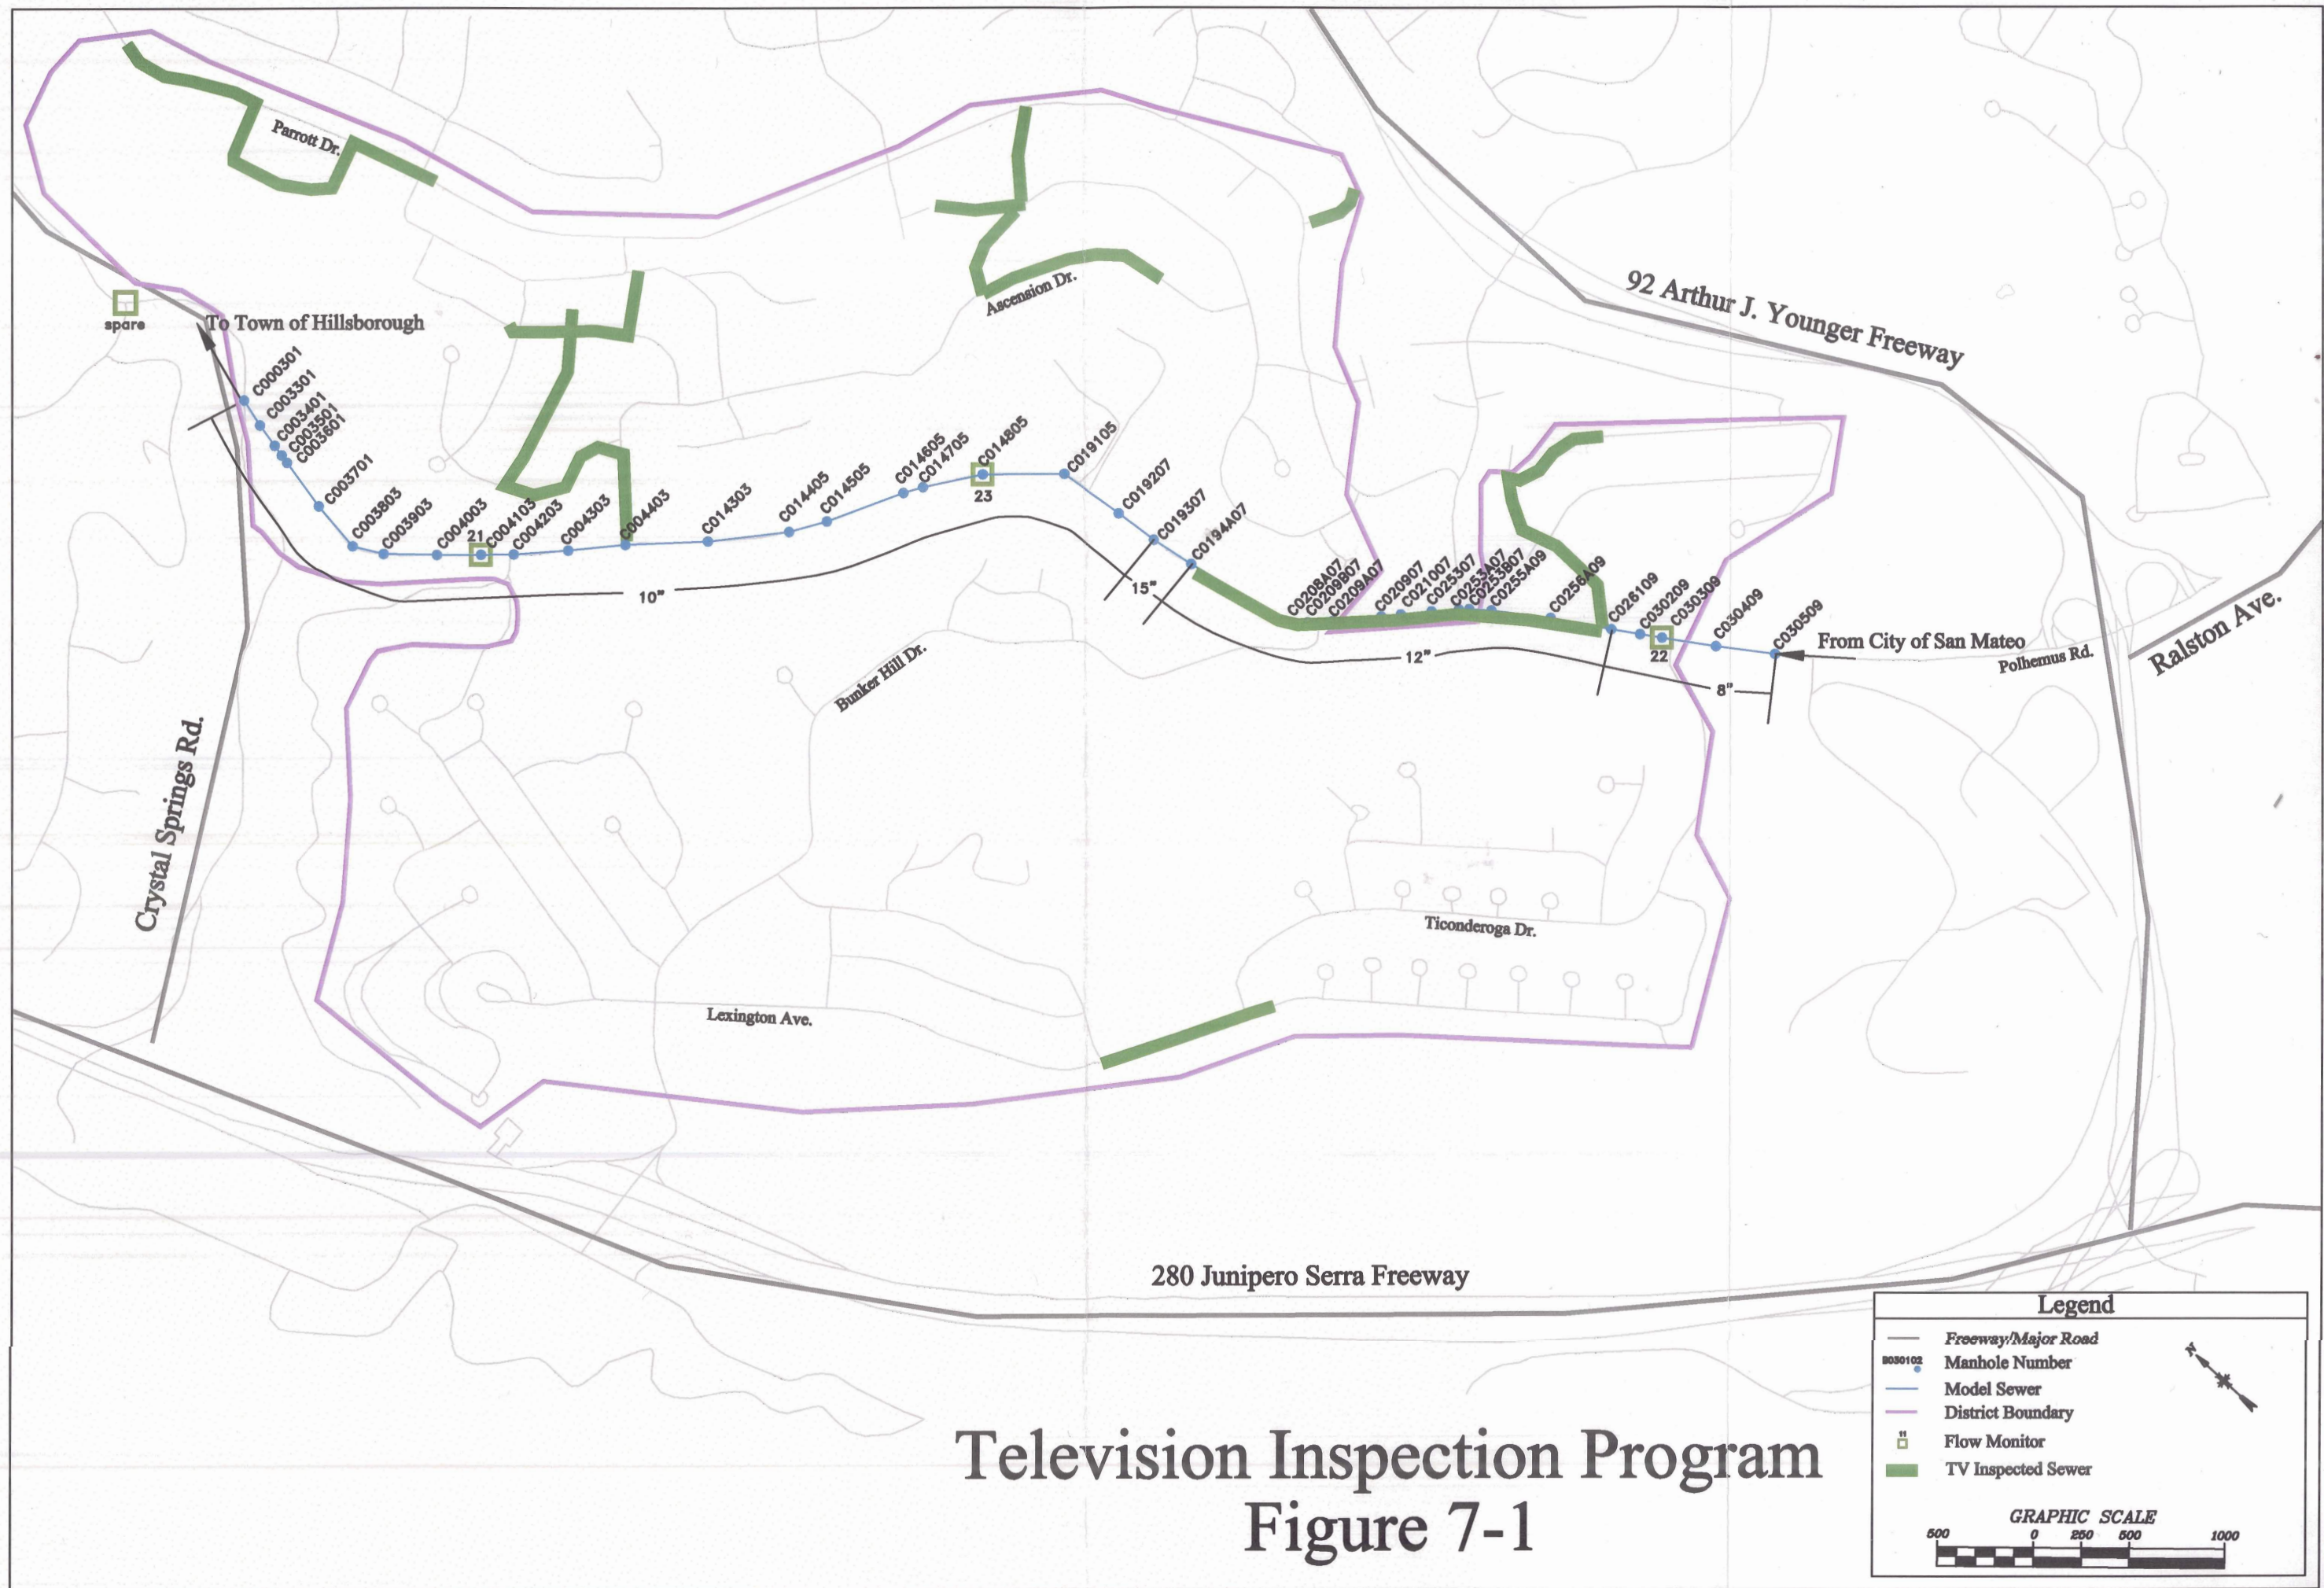 Parrott Dr.
Ascension Dr.
92 Arthur J. Younger Freeway
spare
To Town of Hillsborough
C000301
C003301
C003401
C003501
C003601
C003701
C003803
C003903
C004003
21
C004103
C004203
C004303
C004403
C014303
C014405
C014505
C014605
C014705
C014805
23
C019105
C019207
C019307
C0194A07
C0208A07
C0209B07
C0209A07
C020907
C021007
C025307
C0253A07
C0253B07
C0255A09
C0256A09
C026109
C030209
C030309
22
C030409
C030509
From City of San Mateo
Polhemus Rd.
Ralston Ave.
10"
15"
12"
8"
Bunker Hill Dr.
Crystal Springs Rd.
Ticonderoga Dr.
Lexington Ave.
280 Junipero Serra Freeway
Television Inspection Program
Figure 7-1
Legend
Freeway/Major Road
B030102
Manhole Number
Model Sewer
District Boundary
11
Flow Monitor
TV Inspected Sewer
N
GRAPHIC SCALE
500 0 250 500 1000